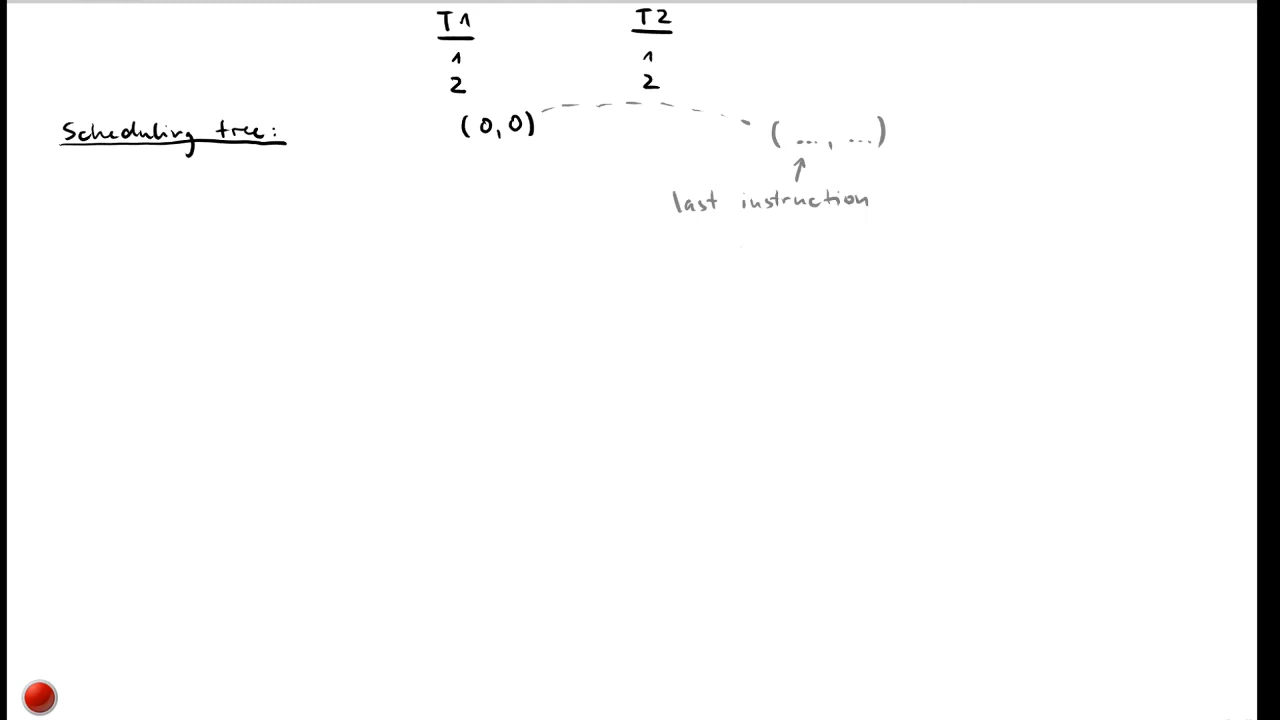 T1 T2
1 1
2 2
Scheduling tree: (0,0) (..., ...)
last instruction